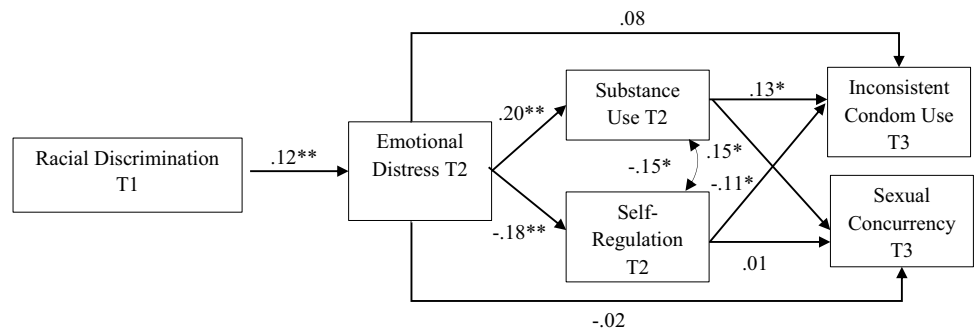 .08
Racial Discrimination
T1
.12**
Emotional
Distress T2
.20**
-.18**
Substance
Use T2
-.15*
Self-
Regulation
T2
.13*
.15*
-.11*
.01
Inconsistent
Condom Use
T3
Sexual
Concurrency
T3
-.02